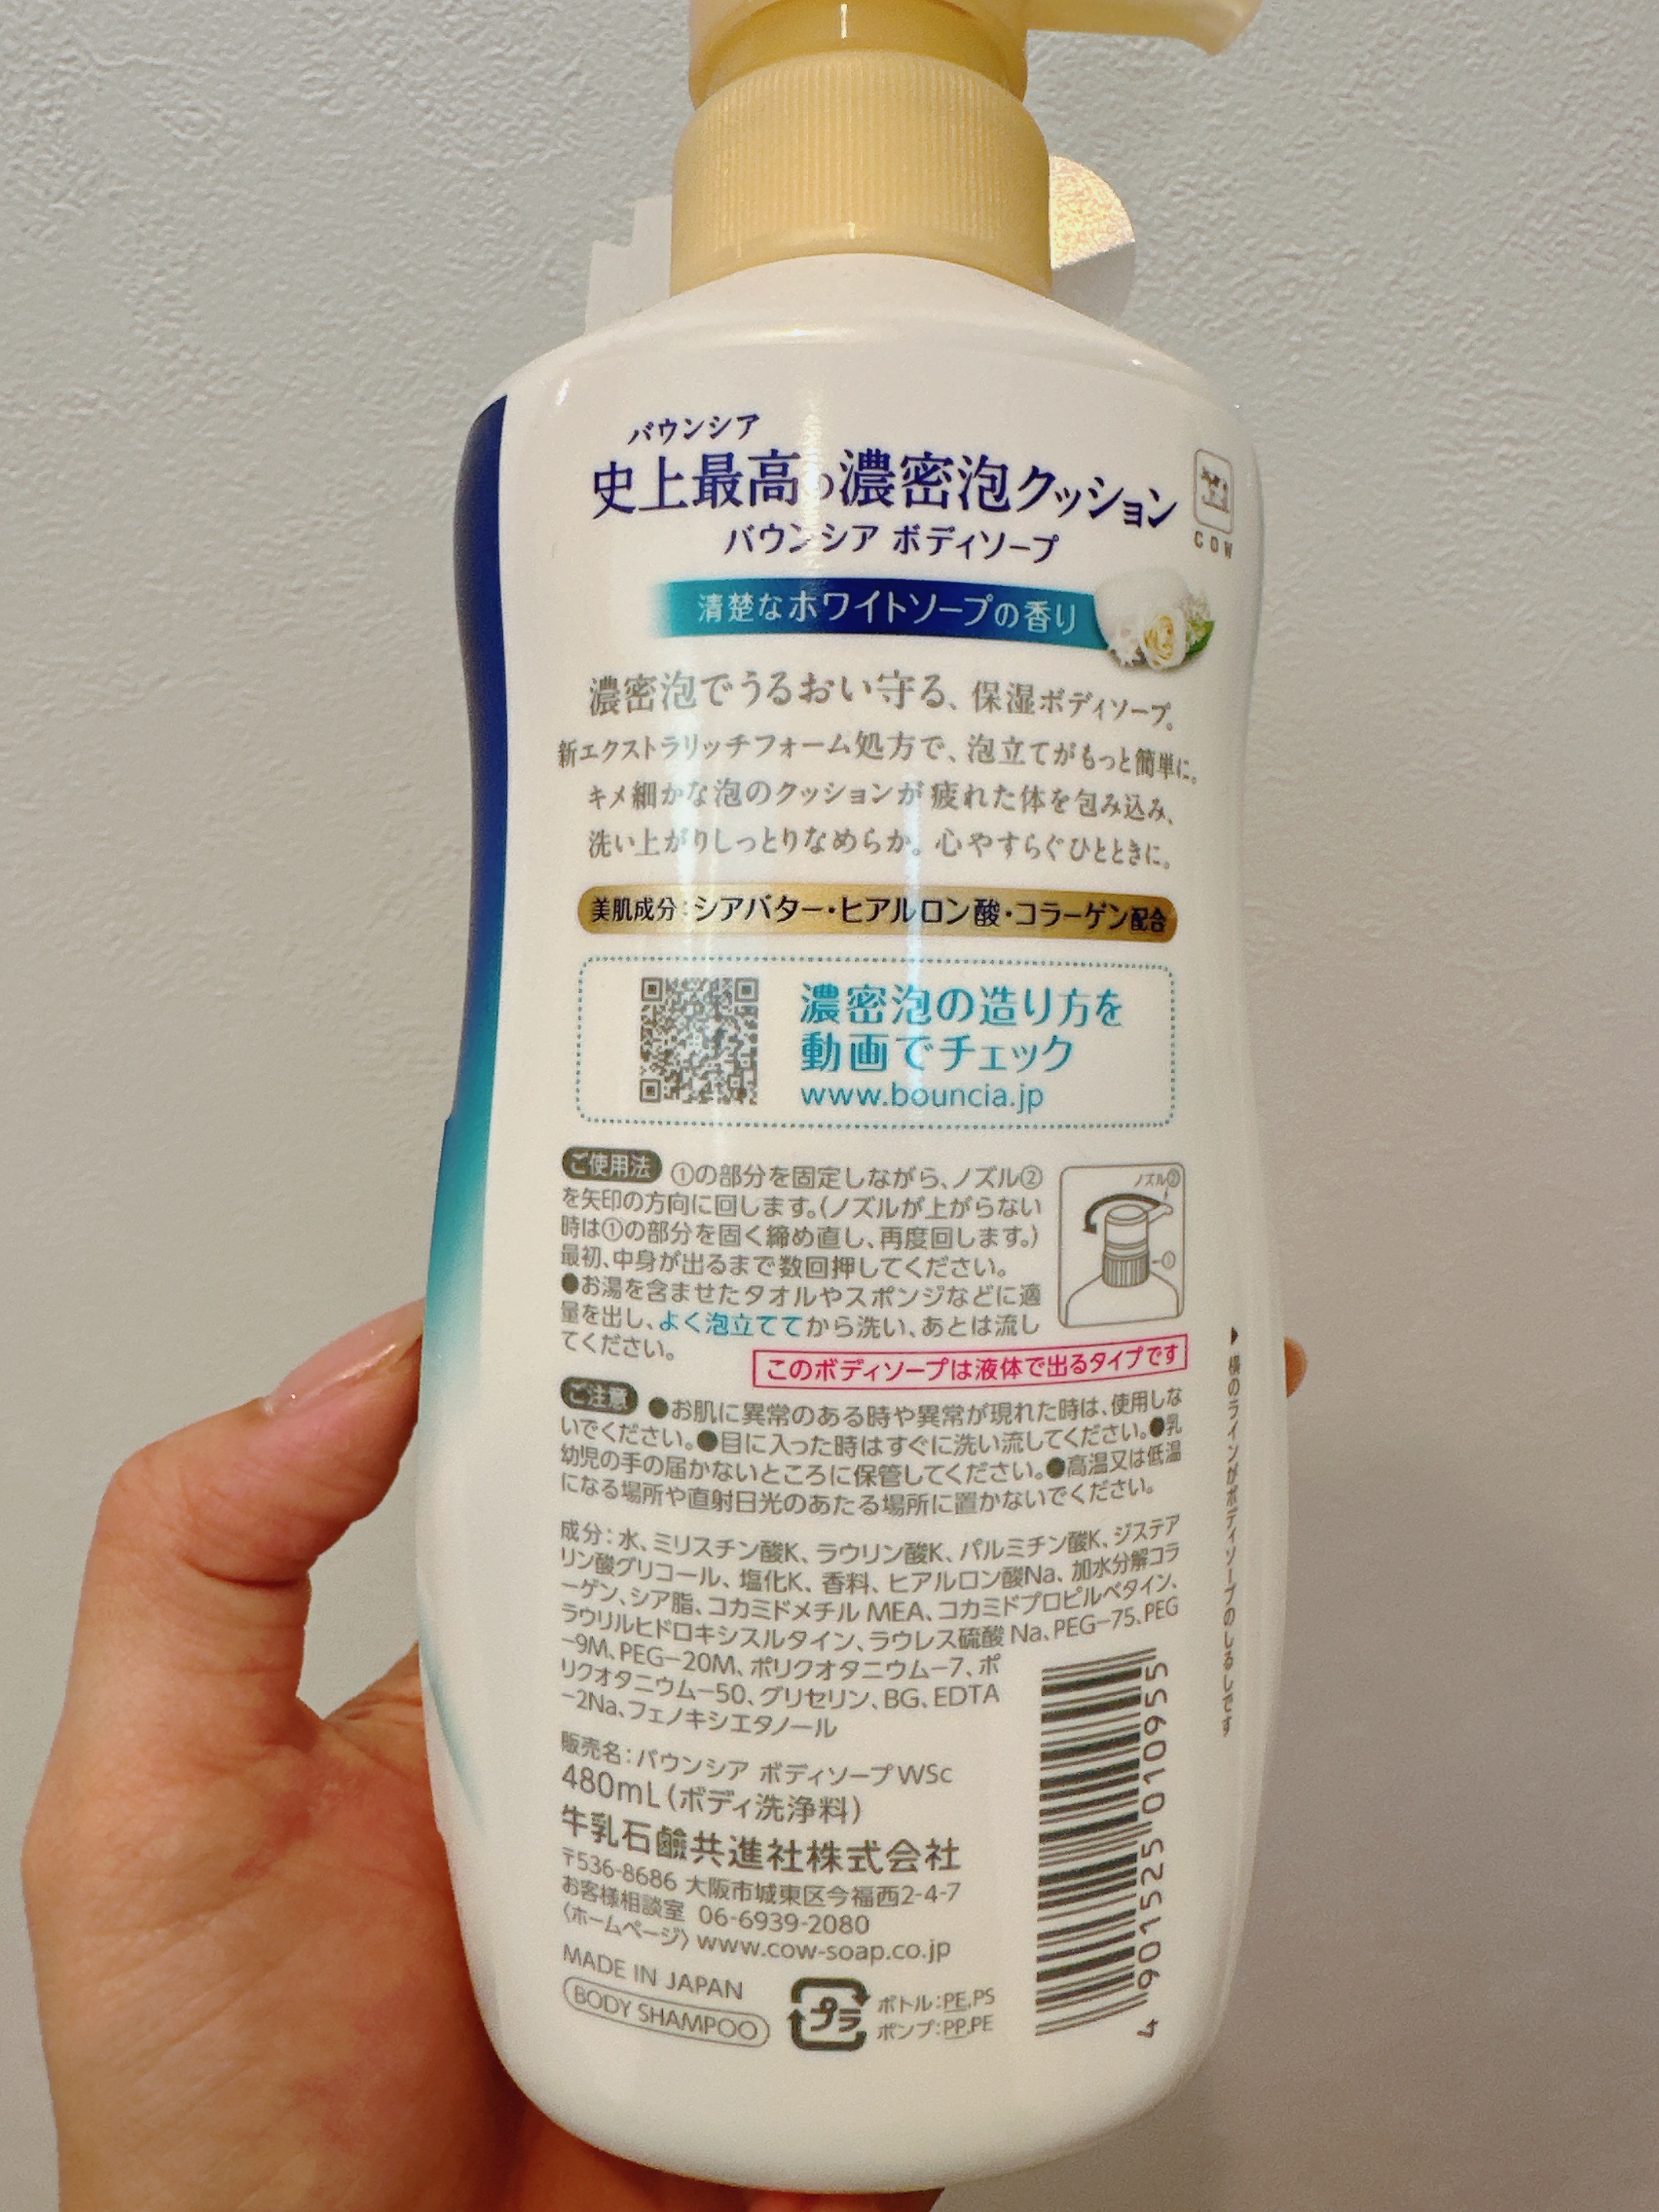 バウンシア
史上最高の濃密泡クッション
バウンシア ボディソープ
COW
清楚なホワイトソープの香り
濃密泡でうるおい守る、保湿ボディソープ。
新エクストラリッチフォーム処方で、泡立てがもっと簡単に。
キメ細かな泡のクッションが疲れた体を包み込み、
洗い上がりしっとりなめらか。心やすらぐひとときに。
美肌成分:シアバター・ヒアルロン酸・コラーゲン配合
濃密泡の造り方を
動画でチェック
www.bouncia.jp
ご使用法 ①の部分を固定しながら、ノズル②
を矢印の方向に回します。(ノズルが上がらない
時は①の部分を固く締め直し、再度回します。)
最初、中身が出るまで数回押してください。
●お湯を含ませたタオルやスポンジなどに適
量を出し、よく泡立ててから洗い、あとは流し
てください。
ノズル②
①
このボディソープは液体で出るタイプです
ご注意 ●お肌に異常のある時や異常が現れた時は、使用しな
いでください。●目に入った時はすぐに洗い流してください。●乳
幼児の手の届かないところに保管してください。●高温又は低温
になる場所や直射日光のあたる場所に置かないでください。
成分:水、ミリスチン酸K、ラウリン酸K、パルミチン酸K、ジステア
リン酸グリコール、塩化K、香料、ヒアルロン酸Na、加水分解コラ
ーゲン、シア脂、コカミドメチルMEA、コカミドプロピルベタイン、
ラウリルヒドロキシスルタイン、ラウレス硫酸Na、PEG-75、PEG
-9M、PEG-20M、ポリクオタニウム-7、ポ
リクオタニウム-50、グリセリン、BG、EDTA
-2Na、フェノキシエタノール
販売名:バウンシア ボディソープWSc
480mL(ボディ洗浄料)
牛乳石鹼共進社株式会社
〒536-8686 大阪市城東区今福西2-4-7
お客様相談室 06-6939-2080
〈ホームページ〉www.cow-soap.co.jp
MADE IN JAPAN
BODY SHAMPOO
プラ
ボトル:PE,PS
ポンプ:PP,PE
4 901525 010955
▶横のラインがボディソープのしるしです